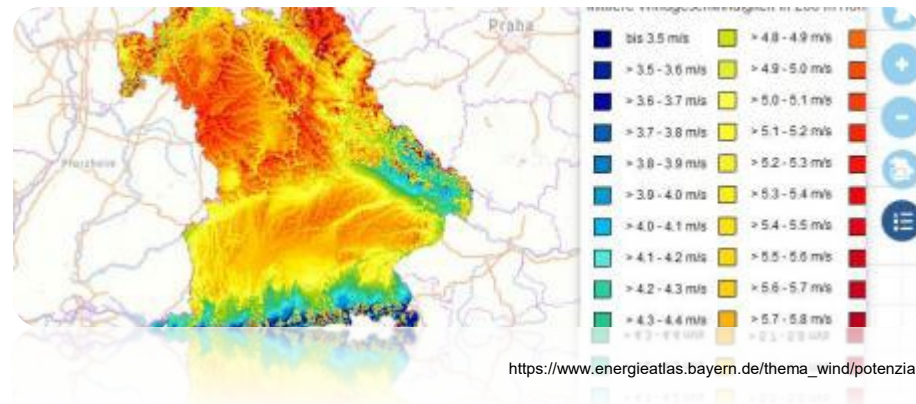 Praha
Pforzheim
bis 3.5 m/s
> 4.8 - 4.9 m/s
> 3.5 - 3.6 m/s
> 4.9 - 5.0 m/s
> 3.6 - 3.7 m/s
> 5.0 - 5.1 m/s
> 3.7 - 3.8 m/s
> 5.1 - 5.2 m/s
> 3.8 - 3.9 m/s
> 5.2 - 5.3 m/s
> 3.9 - 4.0 m/s
> 5.3 - 5.4 m/s
> 4.0 - 4.1 m/s
> 5.4 - 5.5 m/s
> 4.1 - 4.2 m/s
> 5.5 - 5.6 m/s
> 4.2 - 4.3 m/s
> 5.6 - 5.7 m/s
> 4.3 - 4.4 m/s
> 5.7 - 5.8 m/s
https://www.energieatlas.bayern.de/thema_wind/potenzia